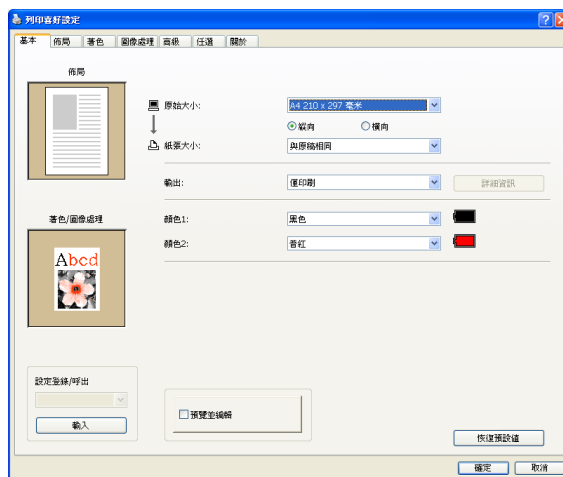 列印喜好設定
基本 佈局 著色 圖像處理 高級 任選 關於
佈局
原始大小: A4 210 x 297 毫米
縱向 橫向
紙張大小: 與原稿相同
輸出: 僅印刷 詳細資訊
著色/圖像處理
顏色1: 黑色
顏色2: 普紅
Abcd
設定登錄/呼出
輸入
預覽並編輯
恢復預設值
確定 取消